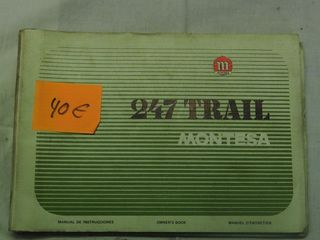 m
40€
247 TRAIL
MONTESA
MANUAL DE INSTRUCCIONES OWNER'S BOOK MANUEL D'ENTRETIEN